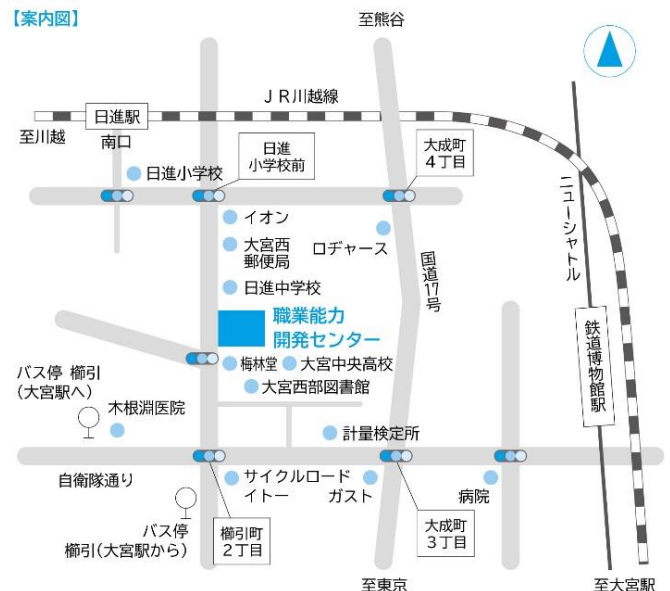 【案内図】
至熊谷
JR川越線
日進駅
至川越
南口
日進
小学校前
大成町
4丁目
日進小学校
イオン
大宮西
郵便局
ロヂャース
日進中学校
国道17号
ニューシャトル
職業能力
開発センター
鉄道博物館駅
梅林堂
大宮中央高校
大宮西部図書館
バス停 櫛引
(大宮駅へ)
木根淵医院
計量検定所
自衛隊通り
サイクルロード
イトー
ガスト
病院
バス停
櫛引(大宮駅から)
櫛引町
2丁目
大成町
3丁目
至東京
至大宮駅